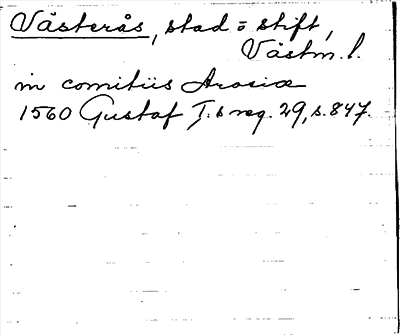 Västerås, stad o stift,
Västm. l.
in comitiis Arosiæ
1560 Gustaf I:s reg. 29, s. 847.